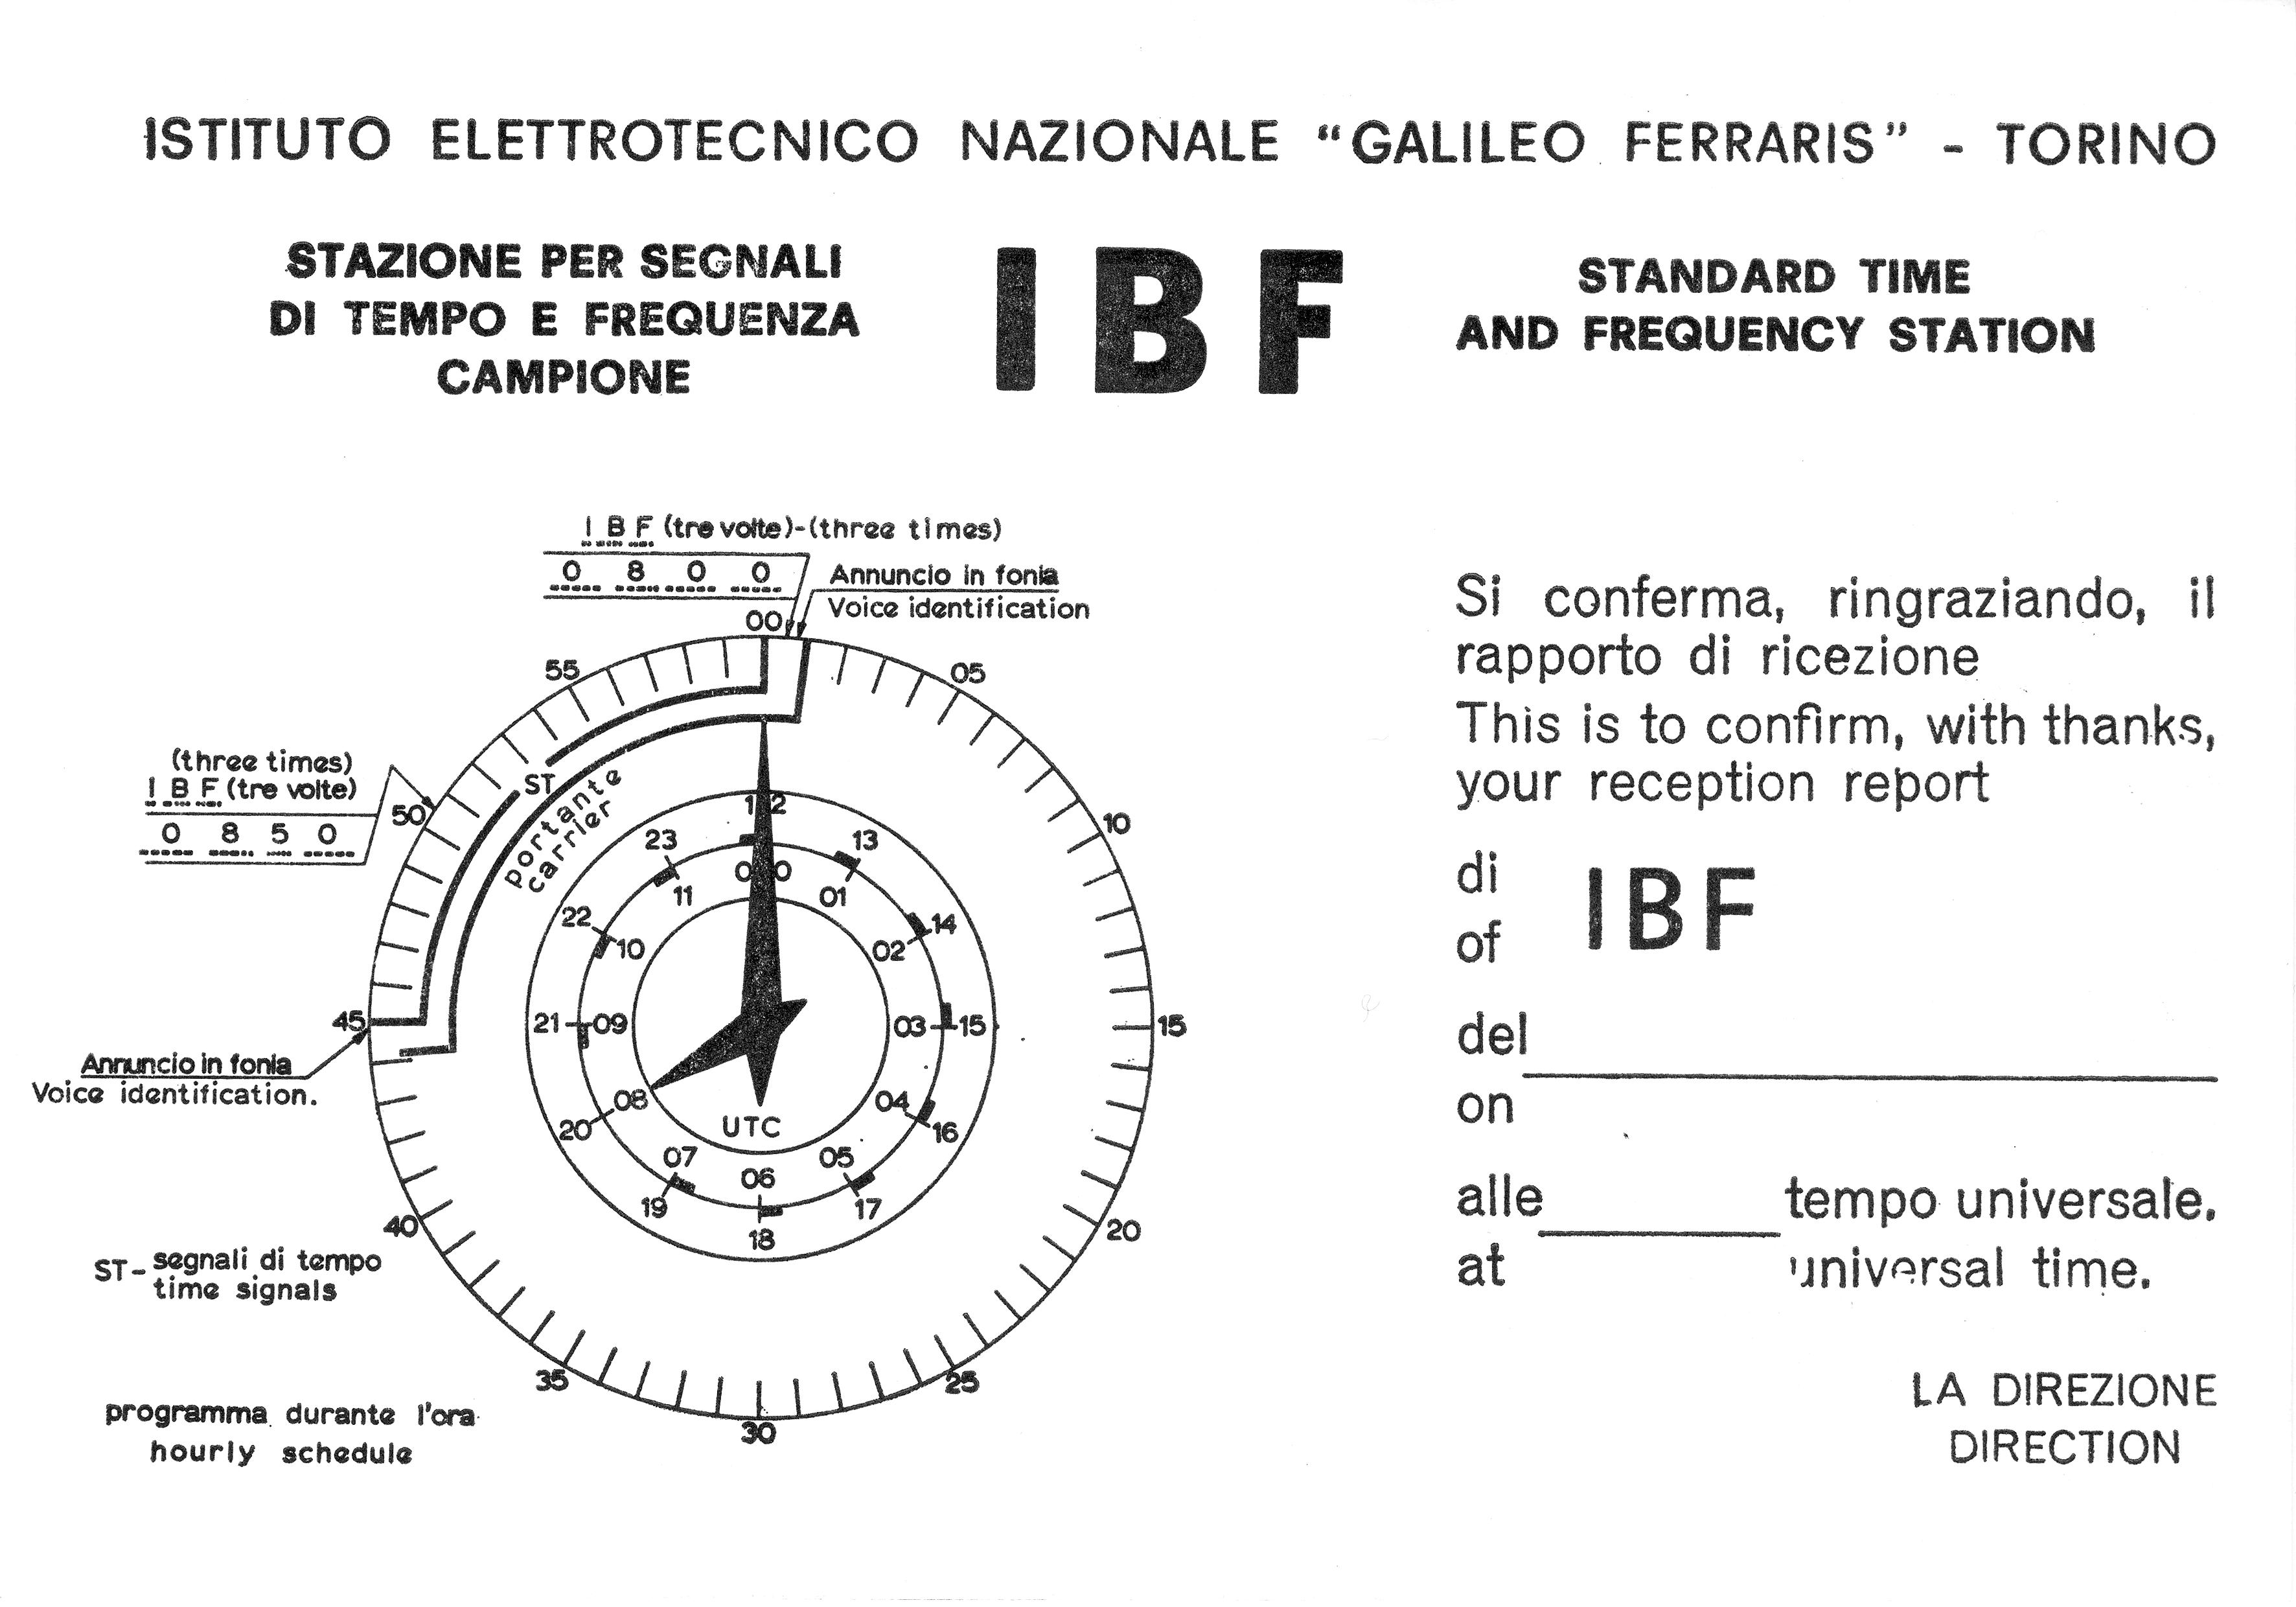 ISTITUTO ELETTROTECNICO NAZIONALE “GALILEO FERRARIS” - TORINO
STAZIONE PER SEGNALI
DI TEMPO E FREQUENZA
CAMPIONE
IBF
STANDARD TIME
AND FREQUENCY STATION
I B F (tre volte)-(three times)
0 8 0 0
Annuncio in fonia
Voice identification
00
05
10
15
20
25
30
35
40
45
50
55
(three times)
I B F (tre volte)
0 8 5 0
ST
portante
carrier
12
13
14
15
16
17
18
19
20
21
22
23
00
01
02
03
04
05
06
07
08
09
10
11
UTC
Annuncio in fonia
Voice identification.
ST- segnali di tempo
time signals
programma durante l'ora
hourly schedule
Si conferma, ringraziando, il
rapporto di ricezione
This is to confirm, with thanks,
your reception report
di
of
IBF
del
on
alle tempo universale.
at universal time.
LA DIREZIONE
DIRECTION